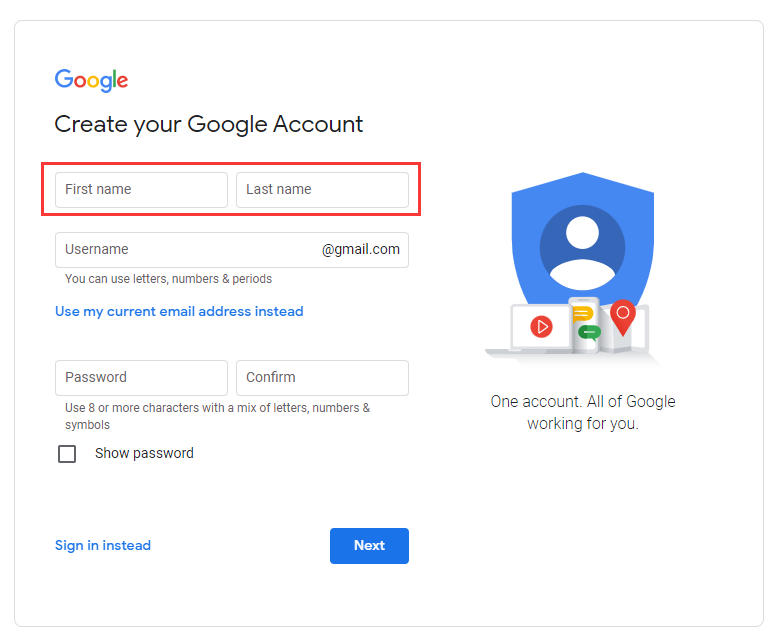 Google
Create your Google Account
First name Last name
Username @gmail.com
You can use letters, numbers & periods
Use my current email address instead
Password Confirm
Use 8 or more characters with a mix of letters, numbers &
symbols
Show password
Sign in instead Next
One account. All of Google
working for you.